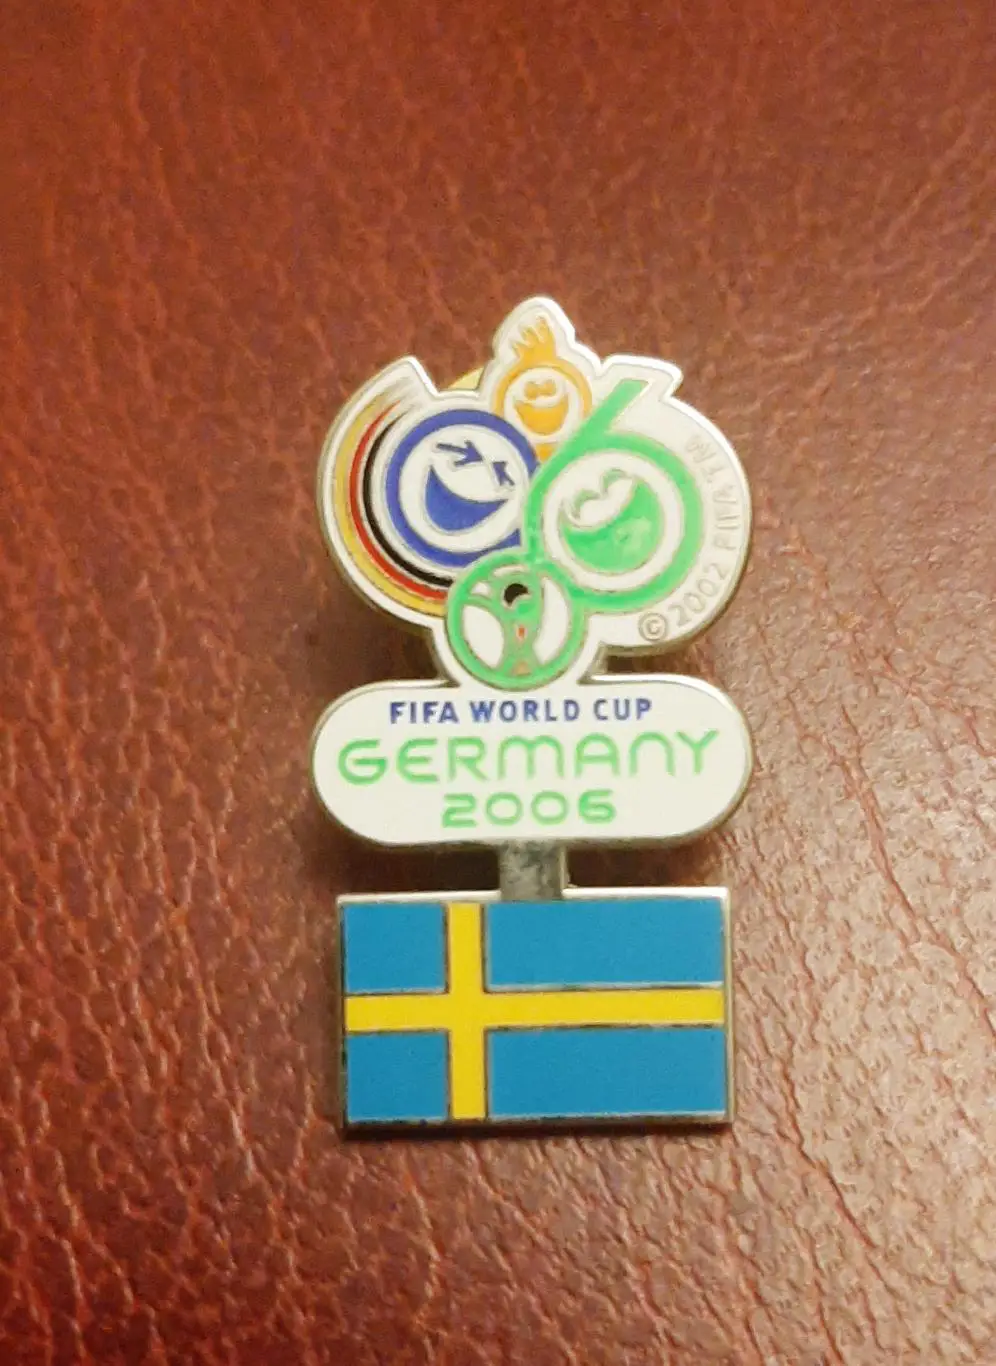 © 2002 FIFA TM
FIFA WORLD CUP
GERMANY
2006